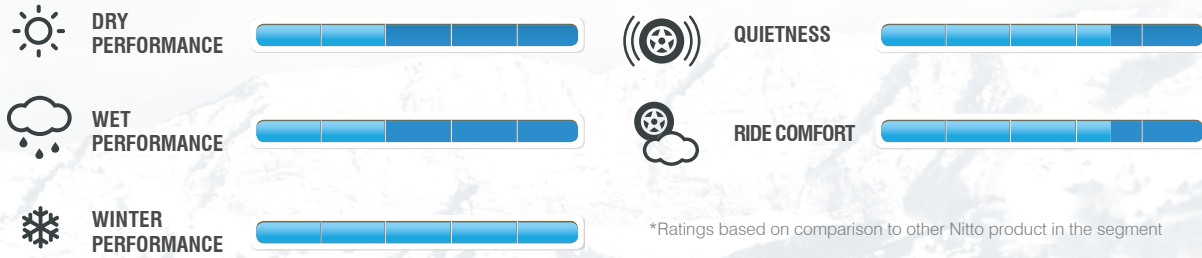 DRY
PERFORMANCE
WET
PERFORMANCE
WINTER
PERFORMANCE
QUIETNESS
RIDE COMFORT
*Ratings based on comparison to other Nitto product in the segment